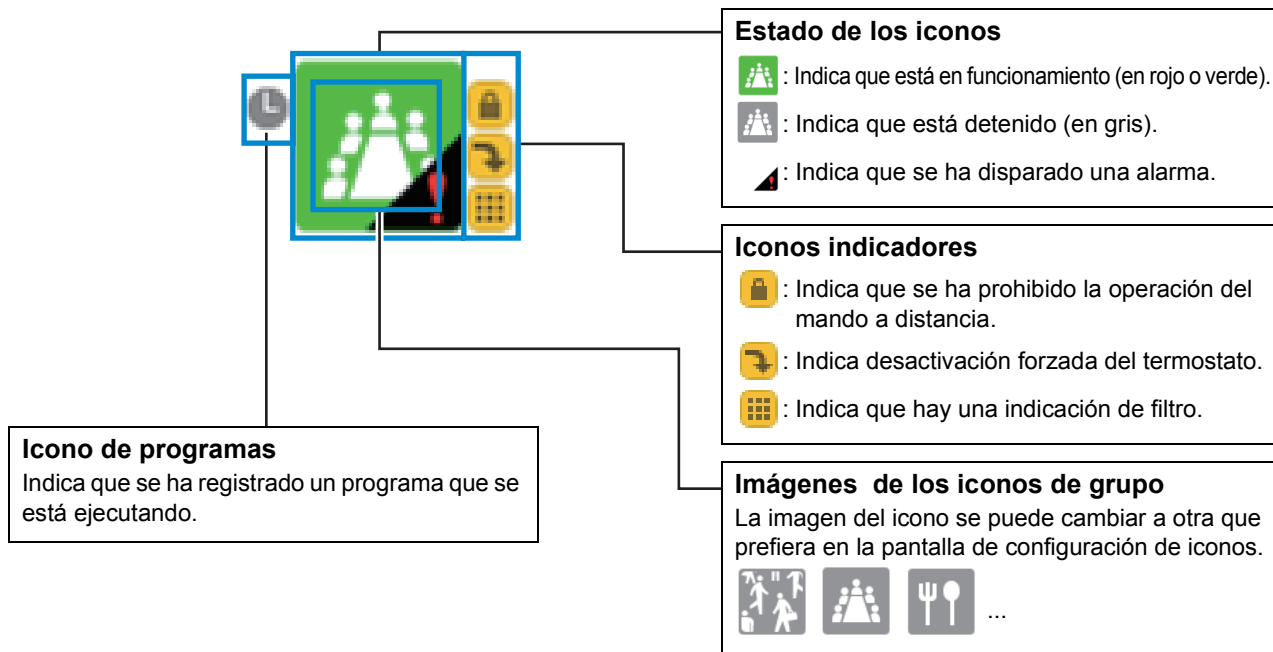 Estado de los iconos
: Indica que está en funcionamiento (en rojo o verde).
: Indica que está detenido (en gris).
: Indica que se ha disparado una alarma.
Iconos indicadores
: Indica que se ha prohibido la operación del
mando a distancia.
: Indica desactivación forzada del termostato.
: Indica que hay una indicación de filtro.
Icono de programas
Indica que se ha registrado un programa que se
está ejecutando.
Imágenes de los iconos de grupo
La imagen del icono se puede cambiar a otra que
prefiera en la pantalla de configuración de iconos.
...